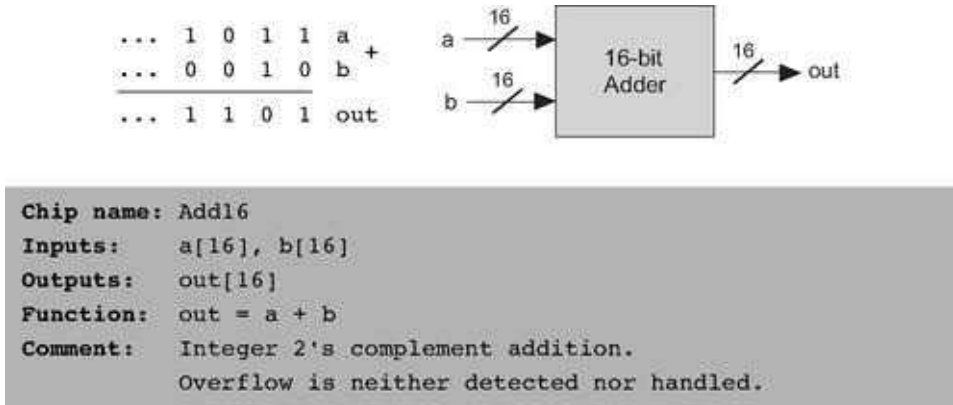 ... 1 0 1 1 a
+
... 0 0 1 0 b
... 1 1 0 1 out
16
a
16
b
16-bit
Adder
16
out
Chip name: Add16
Inputs: a[16], b[16]
Outputs: out[16]
Function: out = a + b
Comment: Integer 2's complement addition.
Overflow is neither detected nor handled.